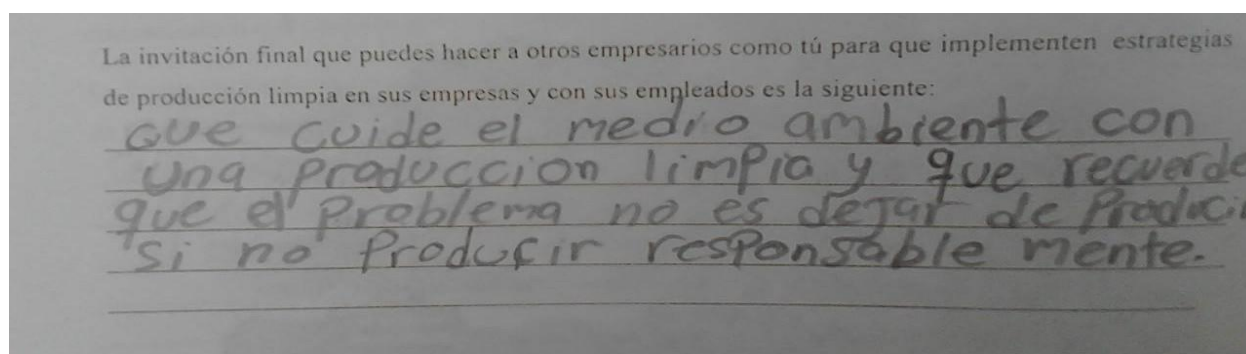 La invitación final que puedes hacer a otros empresarios como tú para que implementen estrategias
de producción limpia en sus empresas y con sus empleados es la siguiente:
Que cuide el medio ambiente con
una Produccion limpia y que recuerde
que el Problema no es dejar de Produci
si no Producir responsable mente.